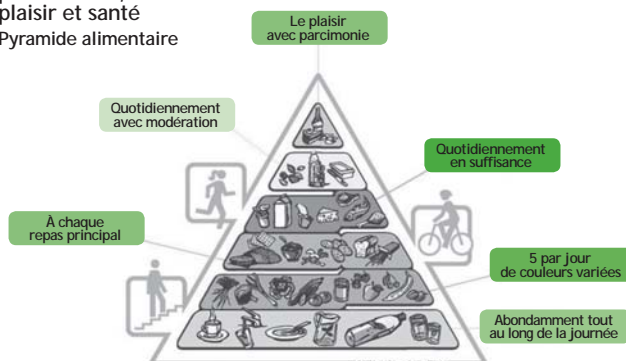 plaisir et santé
Pyramide alimentaire
Le plaisir
avec parcimonie
Quotidiennement
avec modération
Quotidiennement
en suffisance
À chaque
repas principal
5 par jour
de couleurs variées
Abondamment tout
au long de la journée